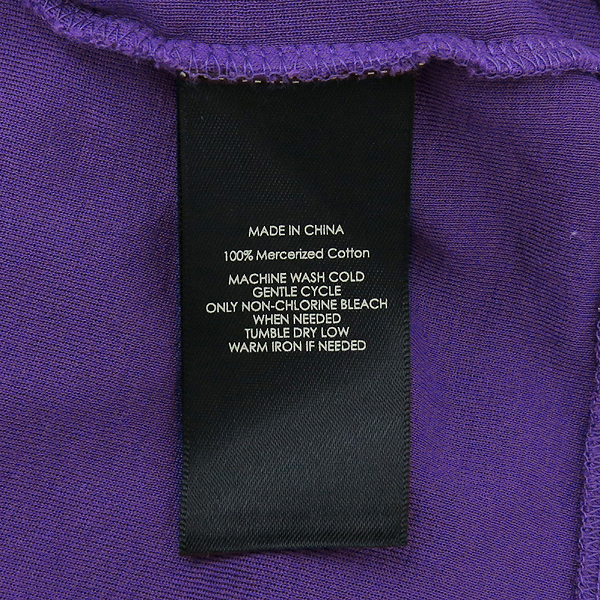 MADE IN CHINA
100% Mercerized Cotton
MACHINE WASH COLD
GENTLE CYCLE
ONLY NON-CHLORINE BLEACH
WHEN NEEDED
TUMBLE DRY LOW
WARM IRON IF NEEDED